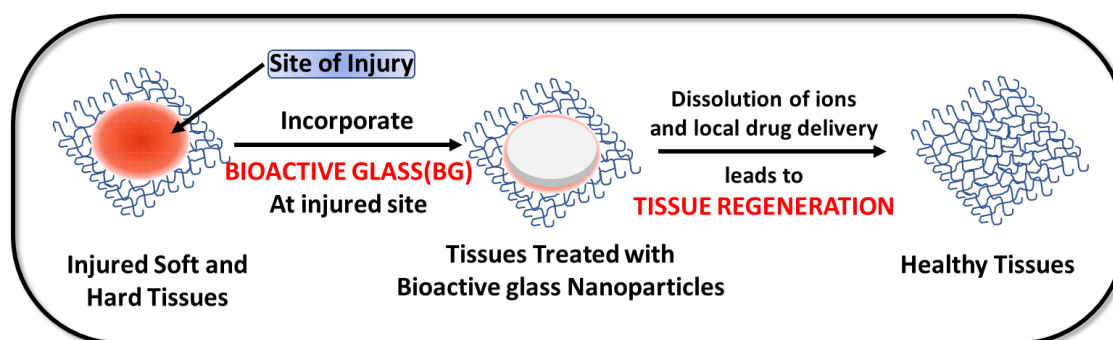 Site of Injury
Incorporate
BIOACTIVE GLASS(BG)
At injured site
Dissolution of ions
and local drug delivery
leads to
TISSUE REGENERATION
Injured Soft and
Hard Tissues
Tissues Treated with
Bioactive glass Nanoparticles
Healthy Tissues